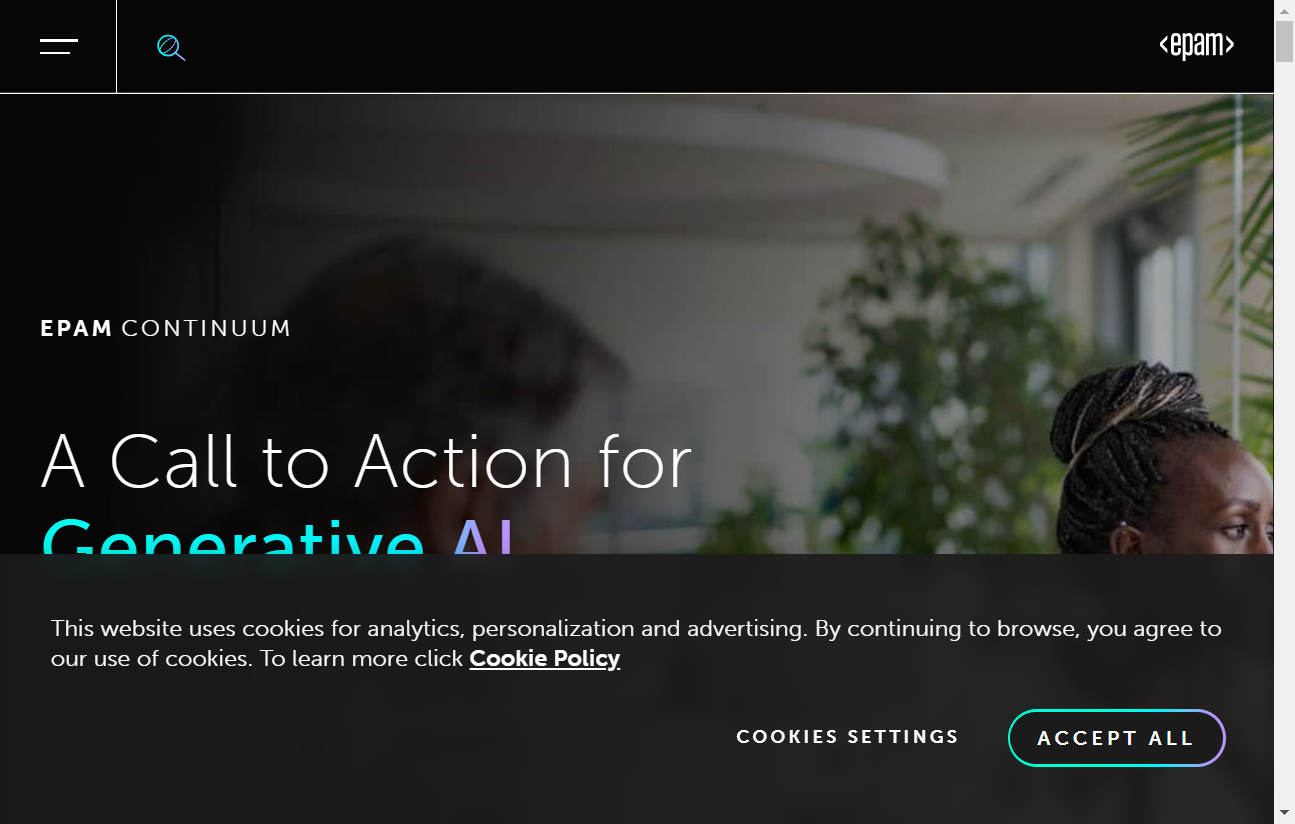 <epam>
EPAM CONTINUUM
A Call to Action for
Generative AI
This website uses cookies for analytics, personalization and advertising. By continuing to browse, you agree to
our use of cookies. To learn more click Cookie Policy
COOKIES SETTINGS
ACCEPT ALL